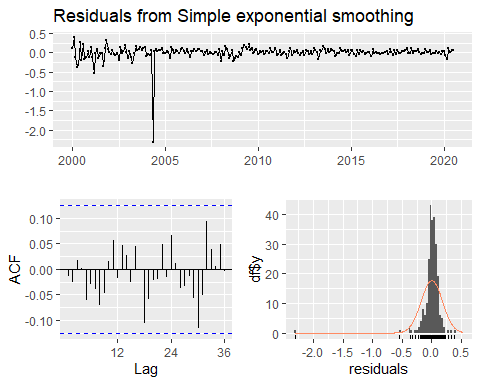 Residuals from Simple exponential smoothing
0.5
0.0
-0.5
-1.0
-1.5
-2.0
2000 2005 2010 2015 2020
ACF
0.10
0.05
0.00
-0.05
-0.10
12 24 36
Lag
df$y
40
30
20
10
0
-2.0 -1.5 -1.0 -0.5 0.0 0.5
residuals